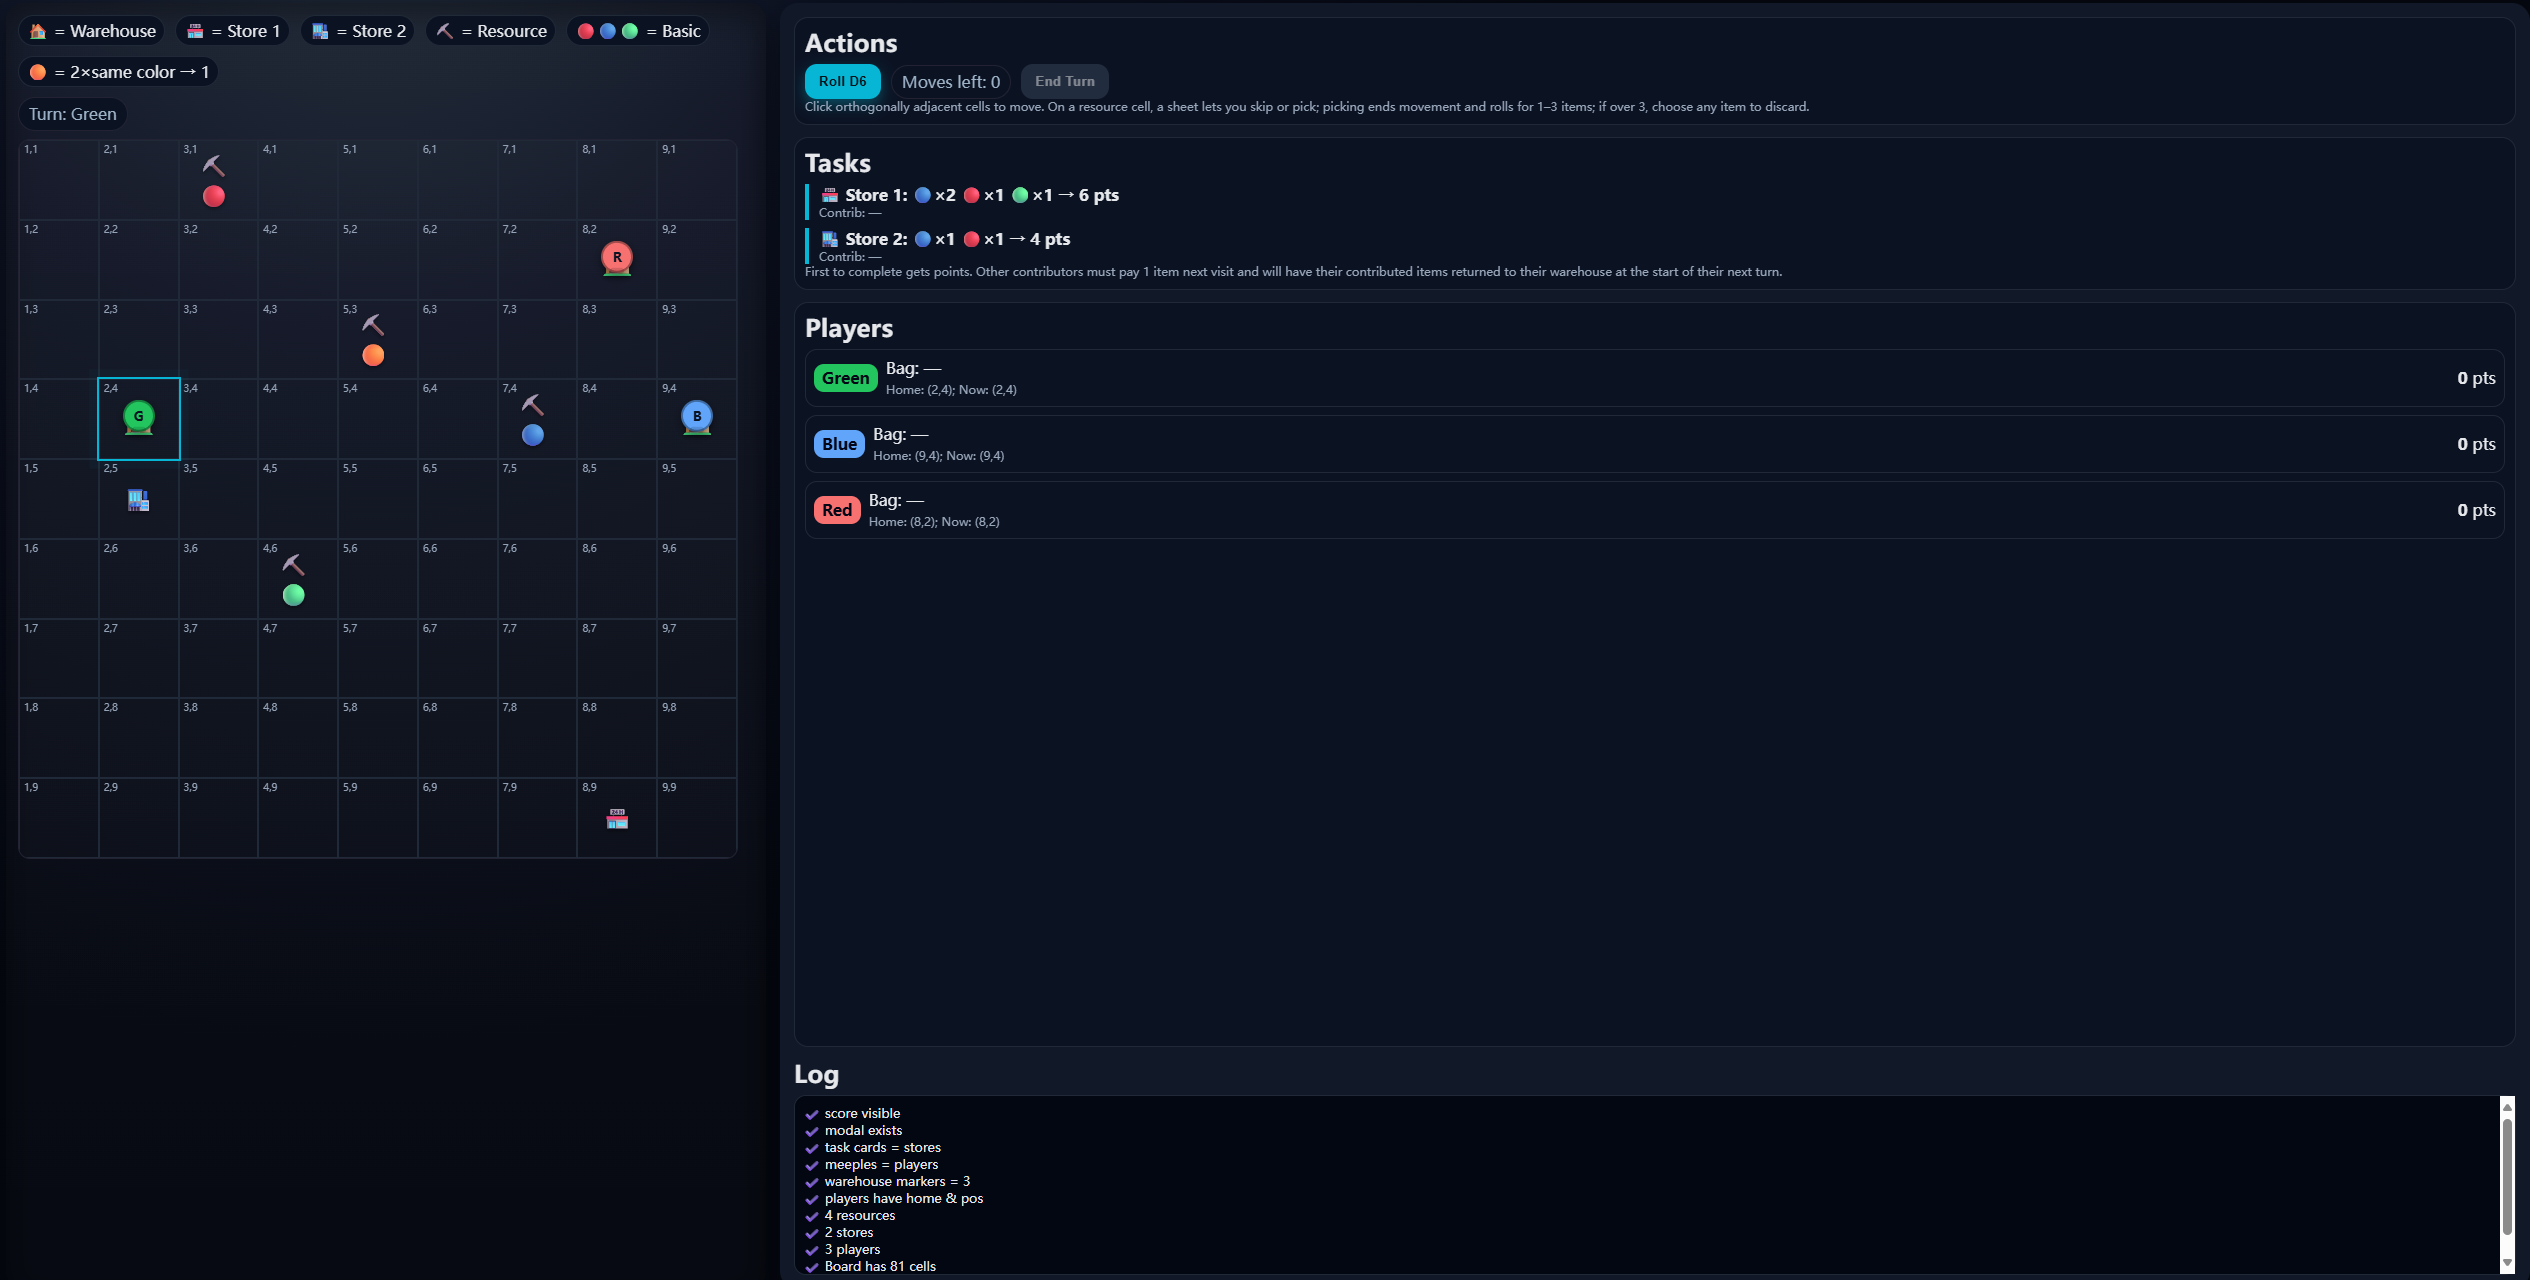 = Warehouse = Store 1 = Store 2 = Resource = Basic
= 2×same color → 1
Turn: Green
1,1 2,1 3,1 4,1 5,1 6,1 7,1 8,1 9,1
1,2 2,2 3,2 4,2 5,2 6,2 7,2 8,2 9,2
R
1,3 2,3 3,3 4,3 5,3 6,3 7,3 8,3 9,3
1,4 2,4 3,4 4,4 5,4 6,4 7,4 8,4 9,4
G B
1,5 2,5 3,5 4,5 5,5 6,5 7,5 8,5 9,5
1,6 2,6 3,6 4,6 5,6 6,6 7,6 8,6 9,6
1,7 2,7 3,7 4,7 5,7 6,7 7,7 8,7 9,7
1,8 2,8 3,8 4,8 5,8 6,8 7,8 8,8 9,8
1,9 2,9 3,9 4,9 5,9 6,9 7,9 8,9 9,9
Actions
Roll D6 Moves left: 0 End Turn
Click orthogonally adjacent cells to move. On a resource cell, a sheet lets you skip or pick; picking ends movement and rolls for 1–3 items; if over 3, choose any item to discard.
Tasks
Store 1: ×2 ×1 ×1 → 6 pts
Contrib: —
Store 2: ×1 ×1 → 4 pts
Contrib: —
First to complete gets points. Other contributors must pay 1 item next visit and will have their contributed items returned to their warehouse at the start of their next turn.
Players
Green Bag: — 0 pts
Home: (2,4); Now: (2,4)
Blue Bag: — 0 pts
Home: (9,4); Now: (9,4)
Red Bag: — 0 pts
Home: (8,2); Now: (8,2)
Log
score visible
modal exists
task cards = stores
meeples = players
warehouse markers = 3
players have home & pos
4 resources
2 stores
3 players
Board has 81 cells